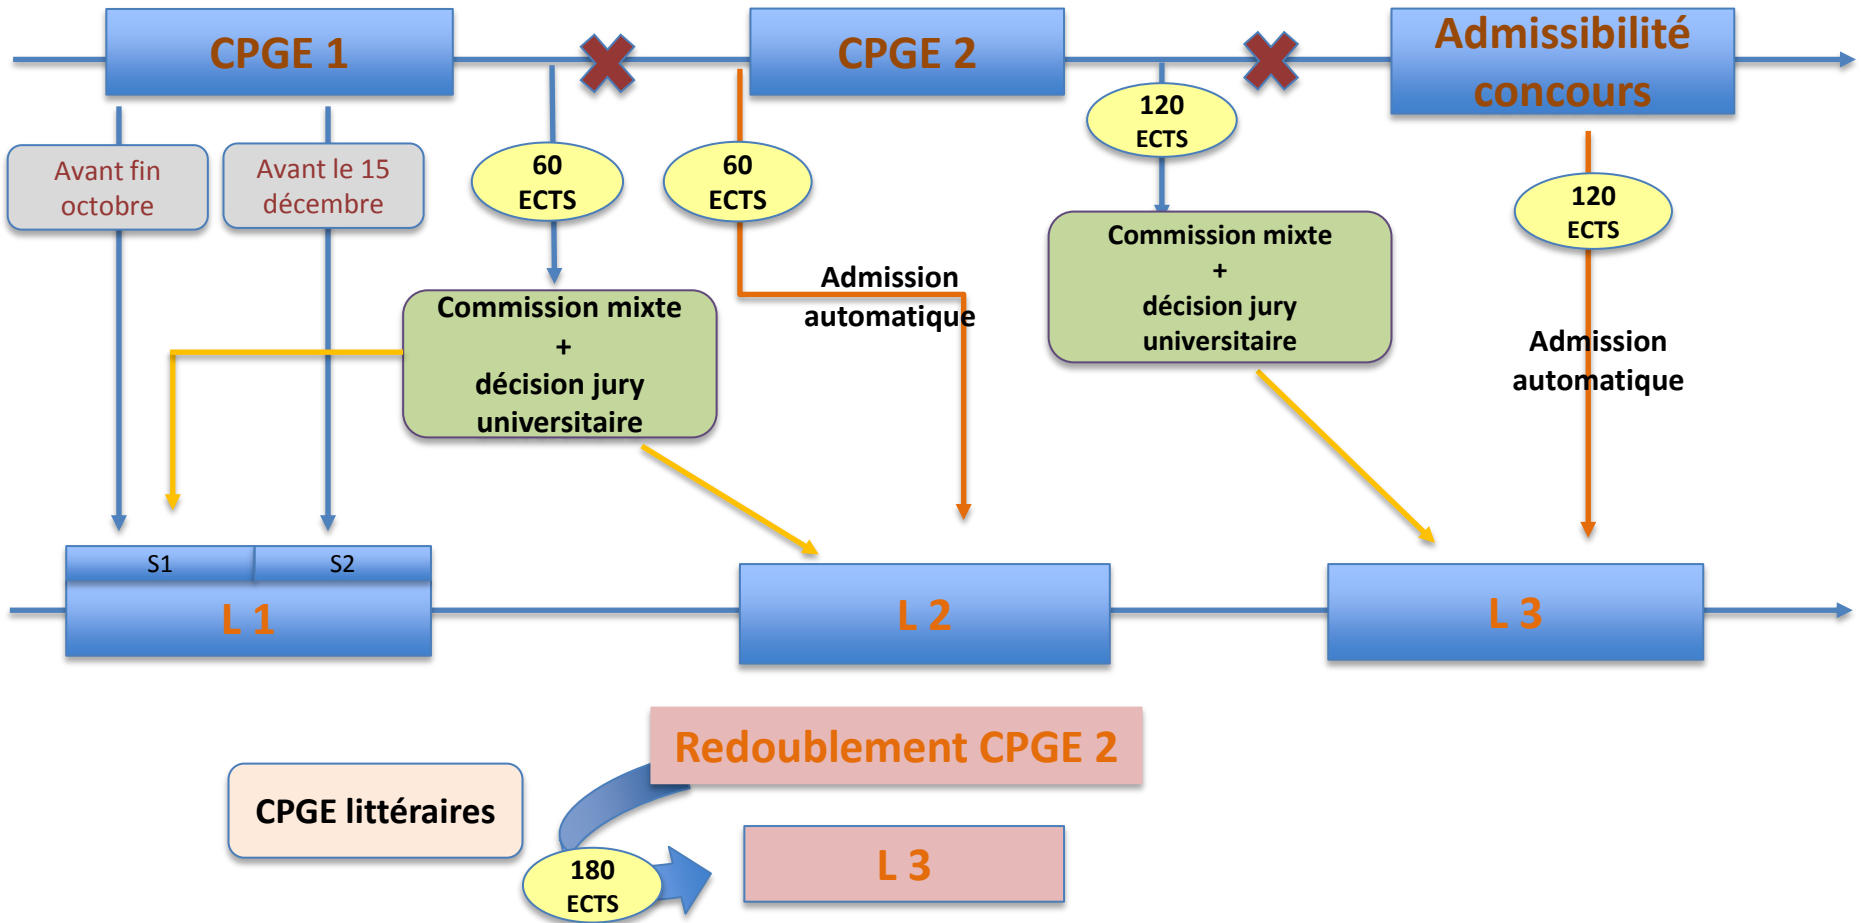 CPGE 1
CPGE 2
Admissibilité
concours
Avant fin
octobre
Avant le 15
décembre
60
ECTS
60
ECTS
120
ECTS
120
ECTS
Commission mixte
+
décision jury
universitaire
Admission
automatique
Commission mixte
+
décision jury
universitaire
Admission
automatique
S1
S2
L 1
L 2
L 3
Redoublement CPGE 2
CPGE littéraires
180
ECTS
L 3